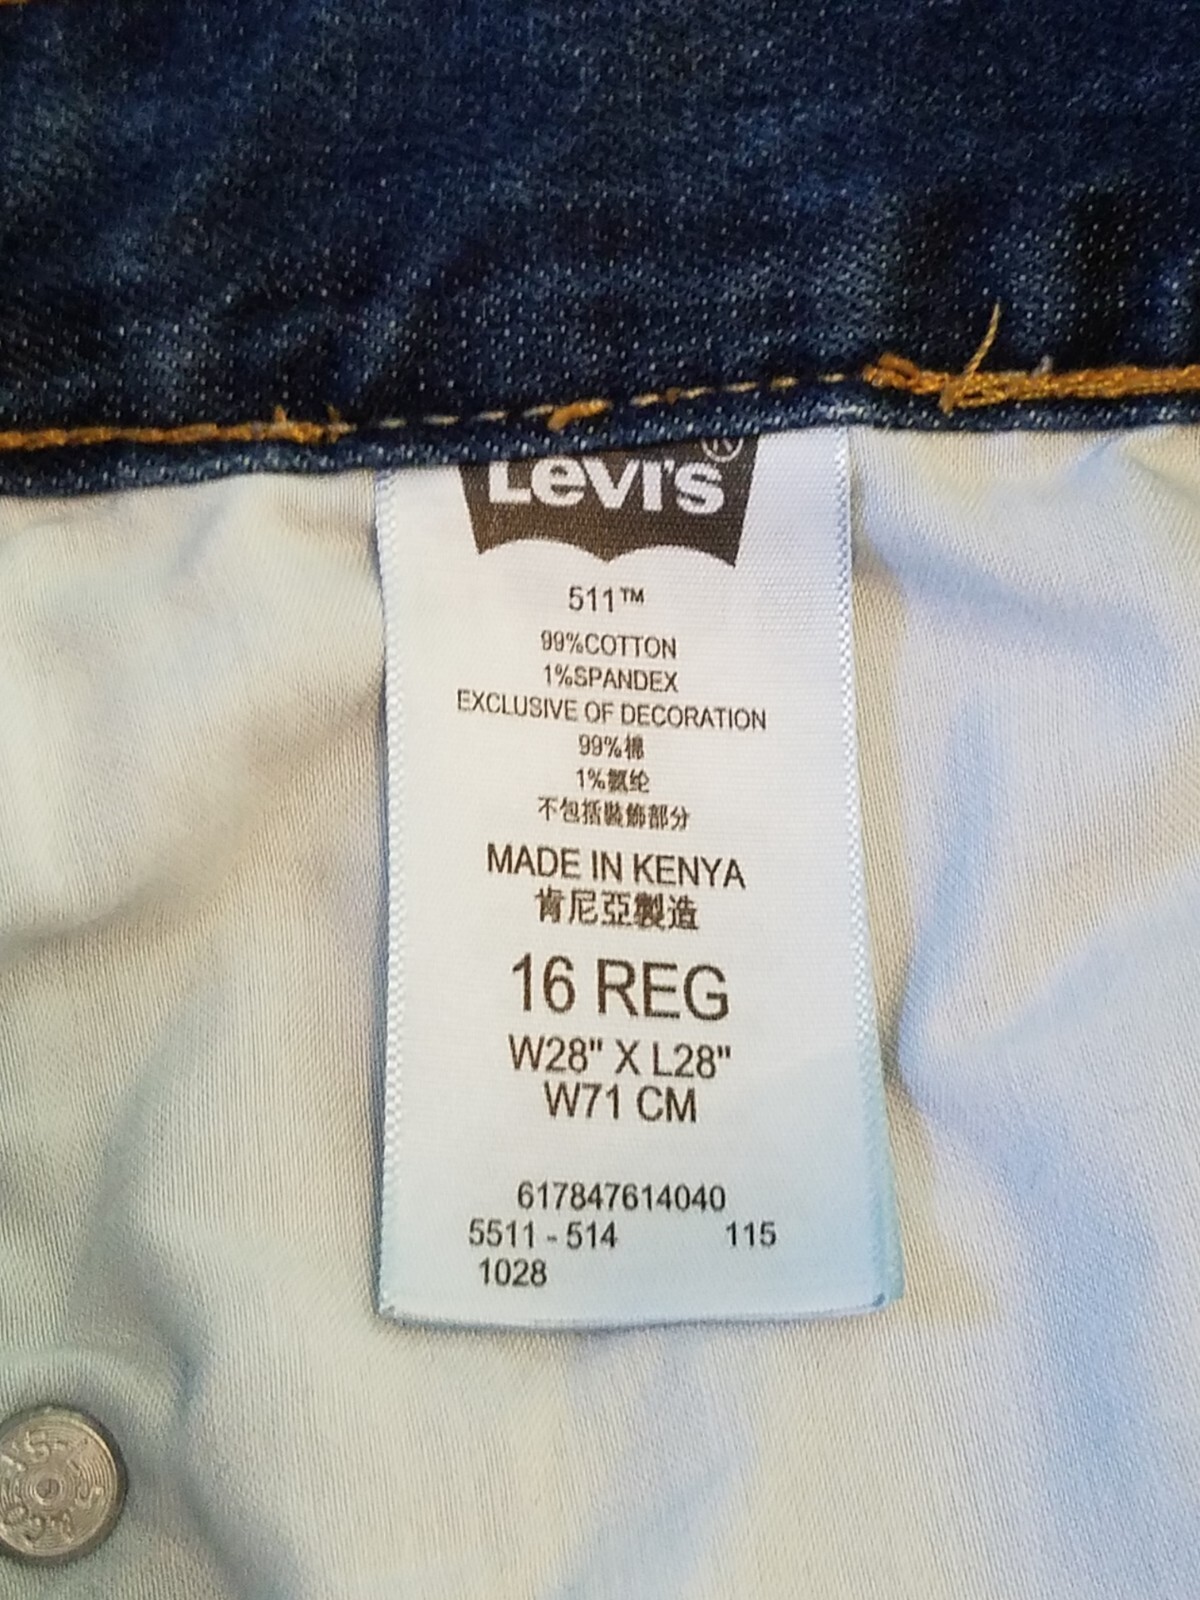 Levi's®
511™
99%COTTON
1%SPANDEX
EXCLUSIVE OF DECORATION
99%棉
1%氨纶
不包括裝飾部分
MADE IN KENYA
肯尼亞製造
16 REG
W28" X L28"
W71 CM
617847614040
5511 - 514 115
1028